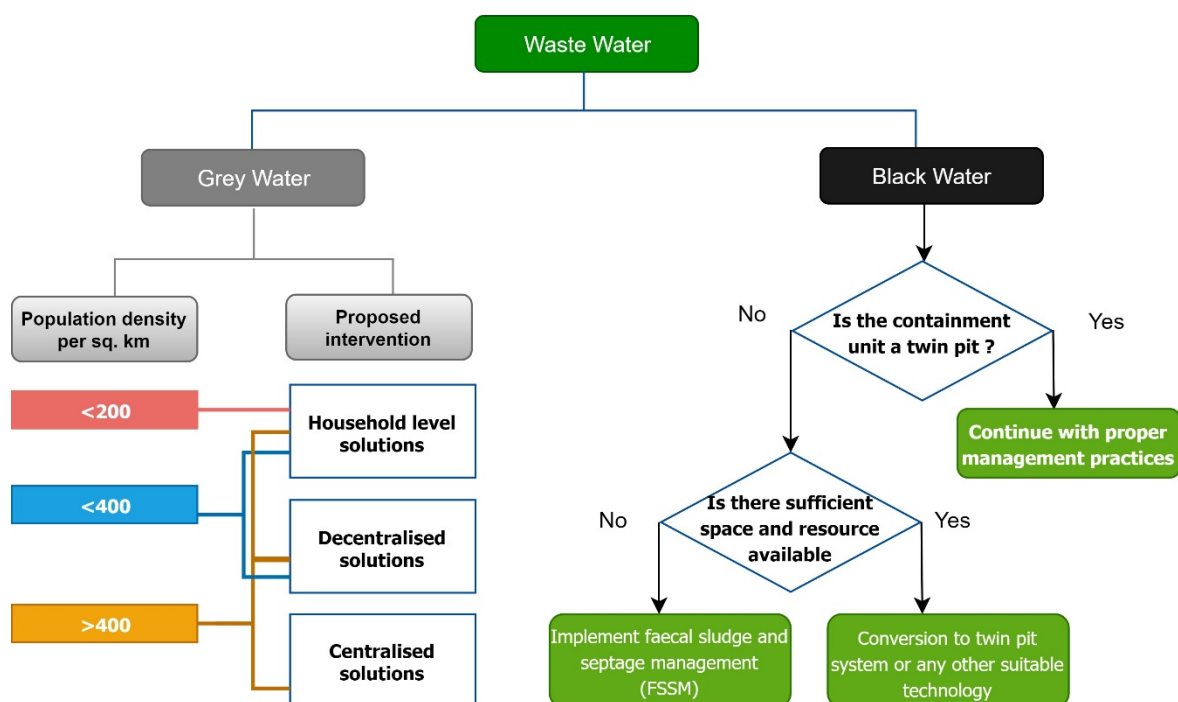 Waste Water
Grey Water
Black Water
Population density
per sq. km
Proposed
intervention
<200
<400
>400
Household level
solutions
Decentralised
solutions
Centralised
solutions
Is the containment
unit a twin pit ?
No
Yes
Continue with proper
management practices
Is there sufficient
space and resource
available
No
Yes
Implement faecal sludge and
septage management
(FSSM)
Conversion to twin pit
system or any other suitable
technology